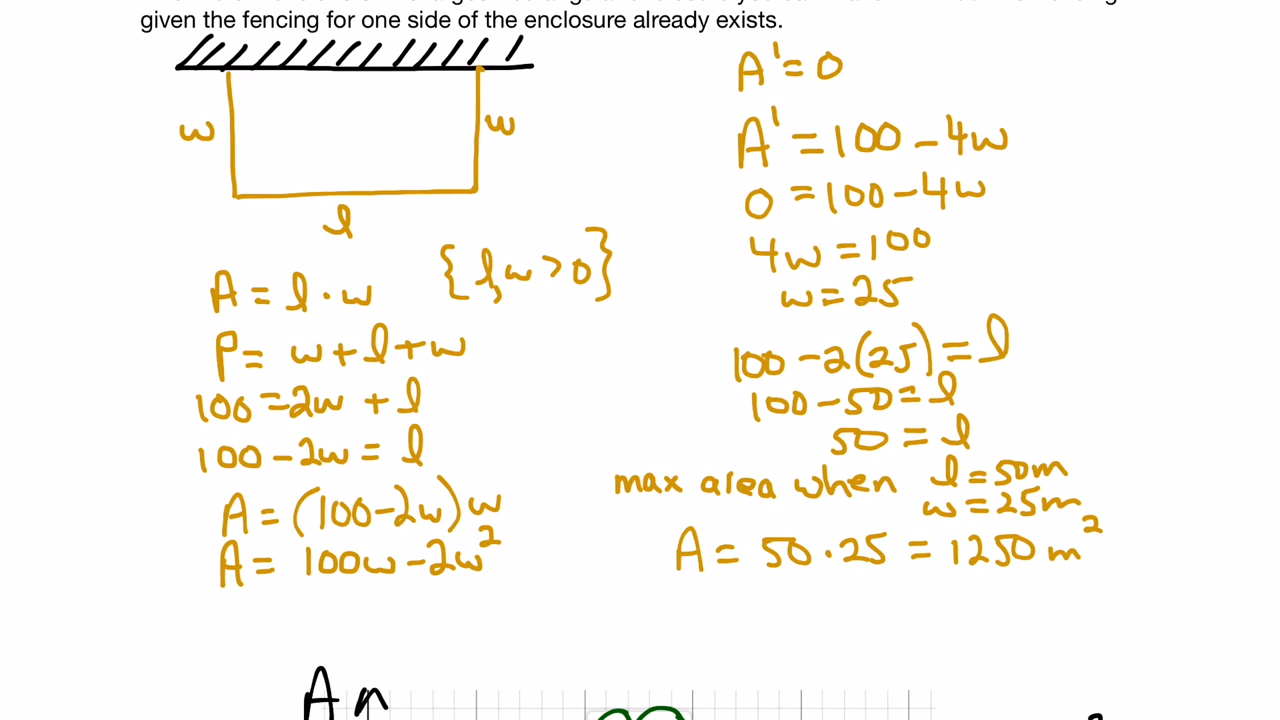 given the fencing for one side of the enclosure already exists.
w
w
l
A = l · w
{l, w > 0}
P = w + l + w
100 = 2w + l
100 - 2w = l
A = (100 - 2w) w
A = 100w - 2w²
A' = 0
A' = 100 - 4w
0 = 100 - 4w
4w = 100
w = 25
100 - 2(25) = l
100 - 50 = l
50 = l
max area when l = 50m
w = 25m
A = 50 · 25 = 1250 m²
A